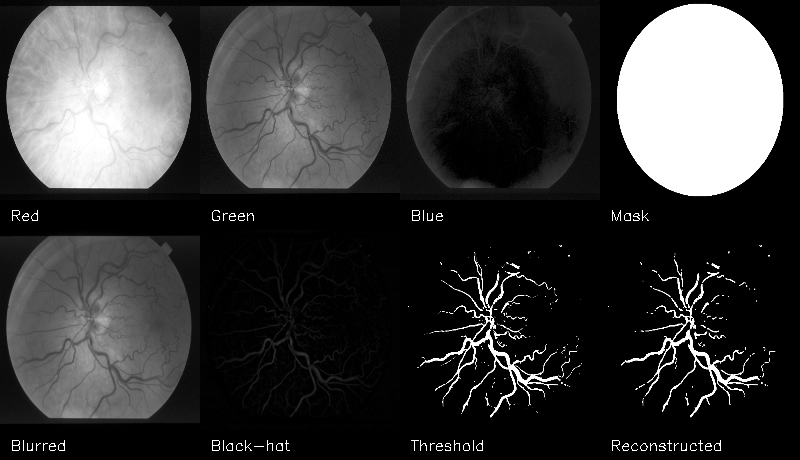 Red
Green
Blue
Mask
Blurred
Black-hat
Threshold
Reconstructed